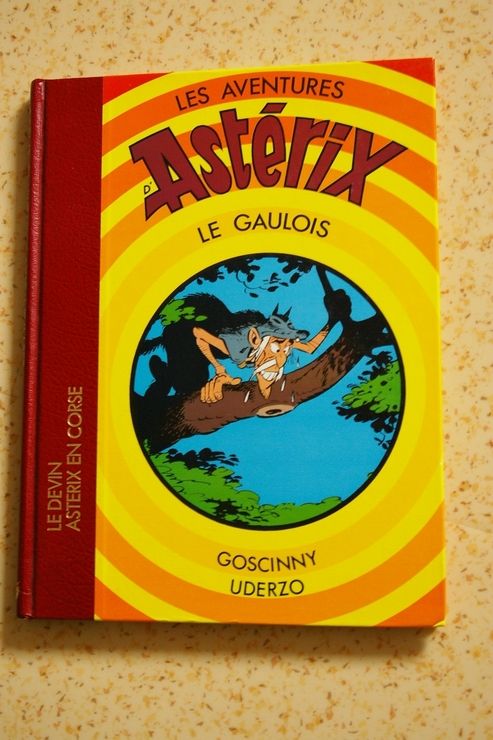 LES AVENTURES
D'Astérix
LE GAULOIS
GOSCINNY
UDERZO
LE DEVIN
ASTERIX EN CORSE